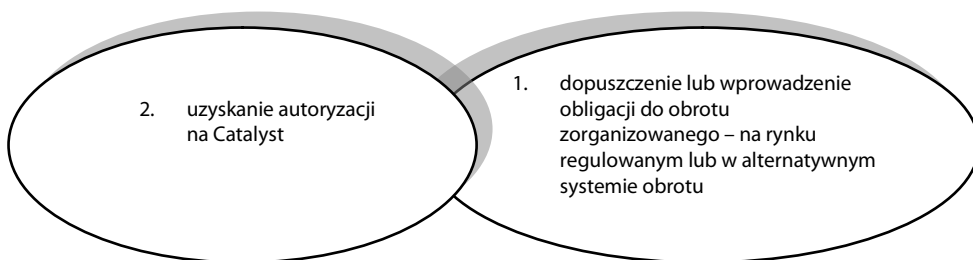 2. uzyskanie autoryzacji
na Catalyst
1. dopuszczenie lub wprowadzenie
obligacji do obrotu
zorganizowanego – na rynku
regulowanym lub w alternatywnym
systemie obrotu